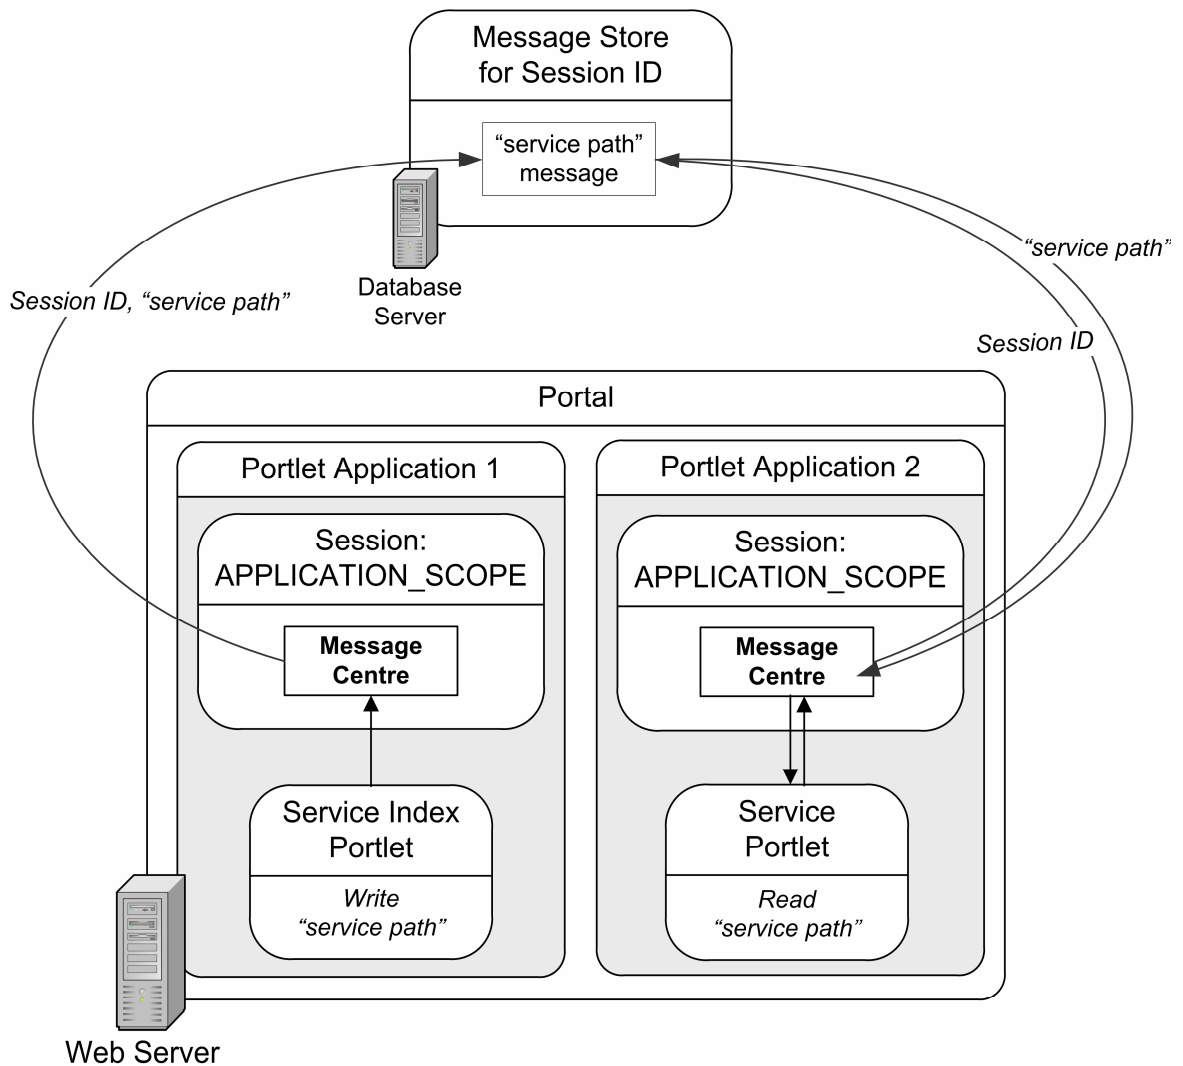 Message Store
for Session ID
“service path”
message
Database
Server
“service path”
Session ID, “service path”
Session ID
Portal
Portlet Application 1
Portlet Application 2
Session:
APPLICATION_SCOPE
Session:
APPLICATION_SCOPE
Message
Centre
Message
Centre
Service Index
Portlet
Write
“service path”
Service
Portlet
Read
“service path”
Web Server